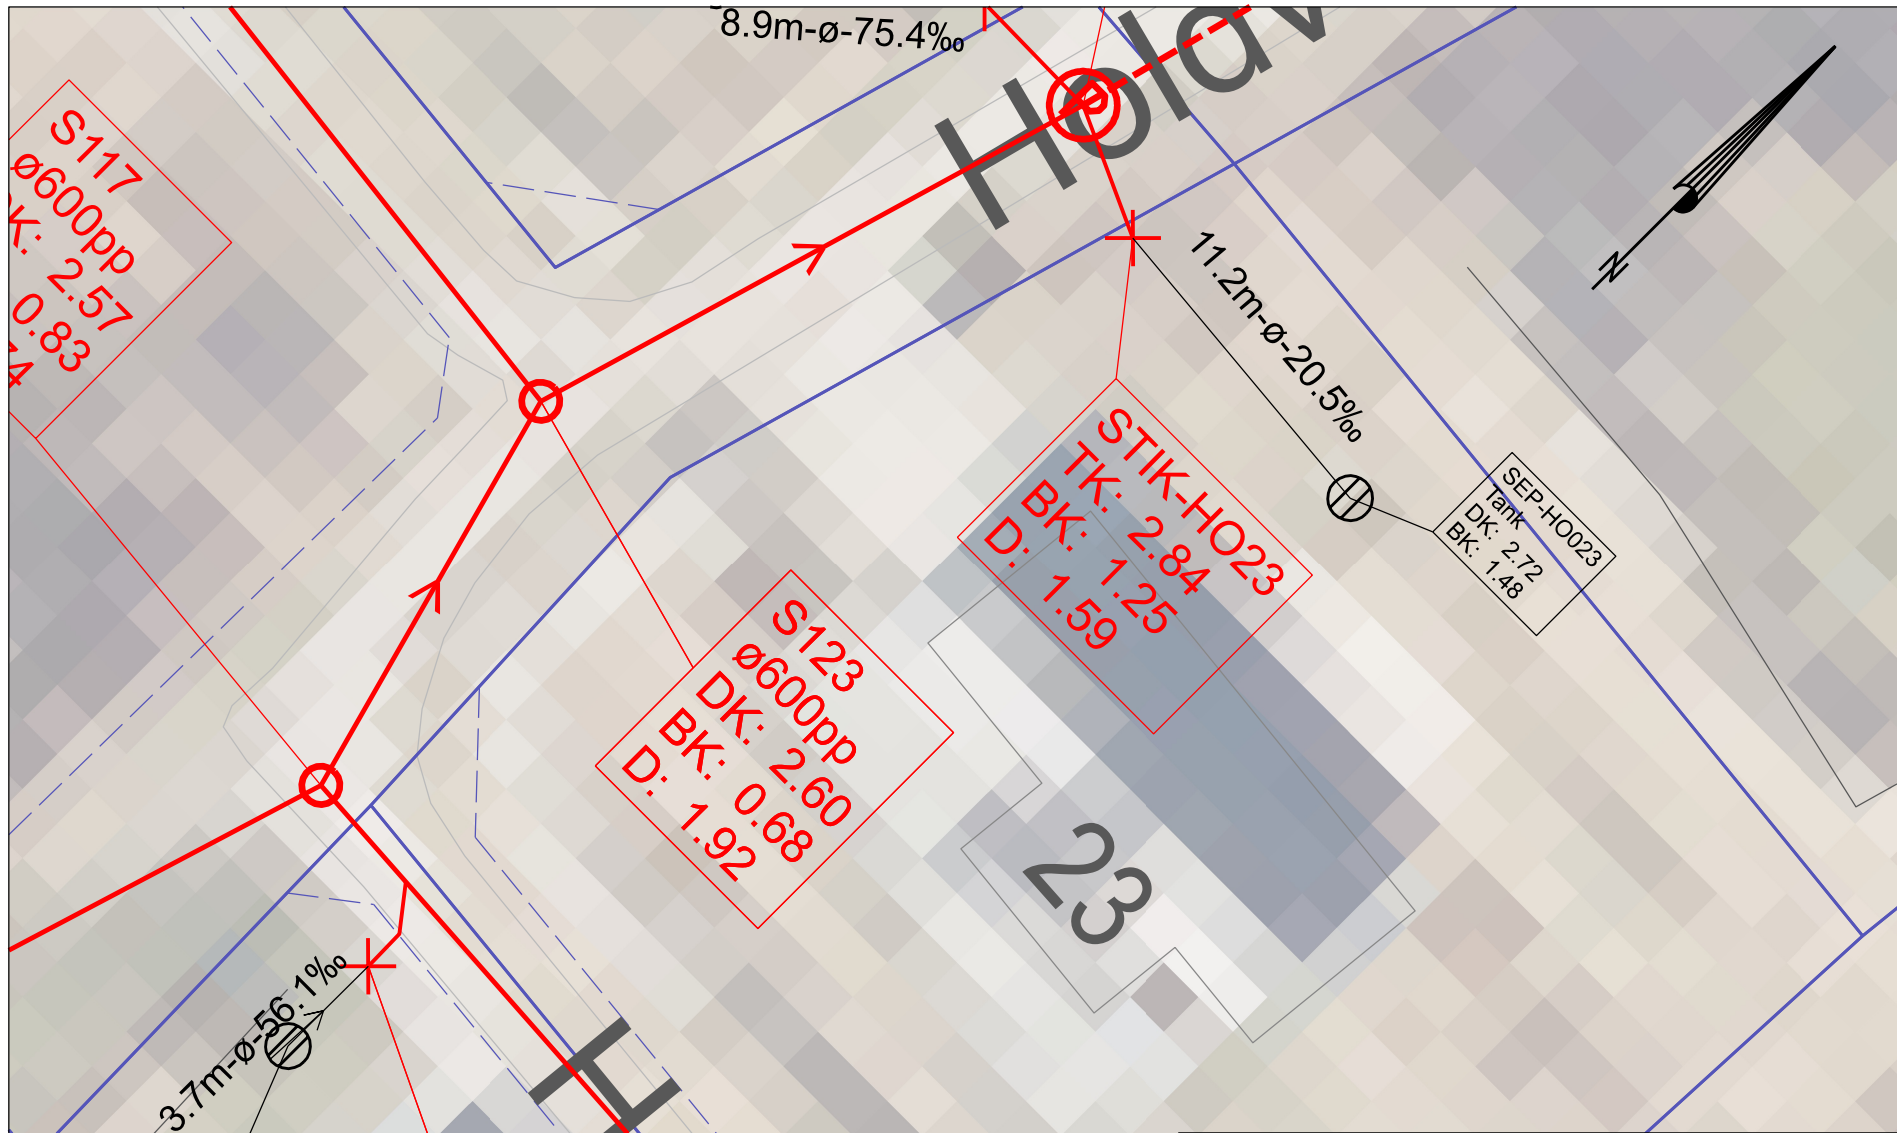 8.9m-ø-75.4‰
Holdv
S117
ø600pp
K: 2.57
0.83
74
N
11.2m-ø-20.5‰
STIK-HO23
TK: 2.84
BK: 1.25
D: 1.59
SEP-HO023
Tank
DK: 2.72
BK: 1.48
S123
ø600pp
DK: 2.60
BK: 0.68
D: 1.92
23
3.7m-ø-56.1‰
H